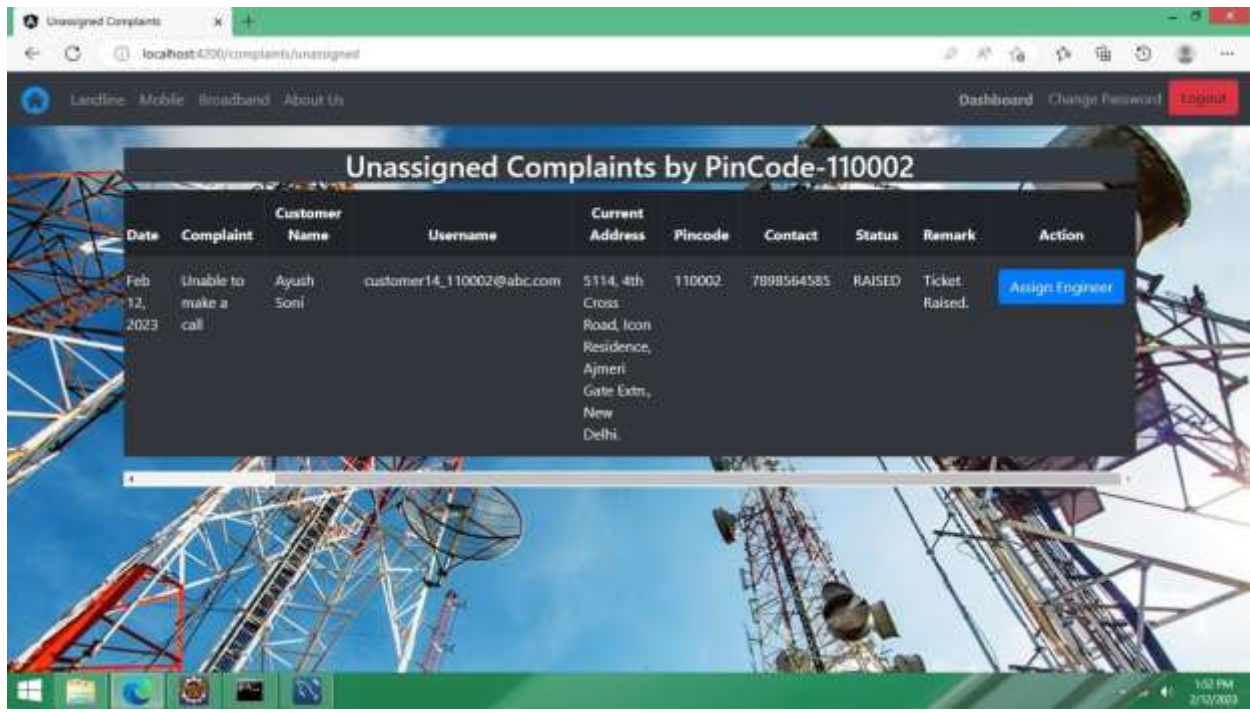 Unassigned Complaints
localhost:4200/complaints/unassigned
Landline Mobile Broadband About Us Dashboard Change Password Logout
Unassigned Complaints by PinCode-110002
Date Complaint Customer Name Username Current Address Pincode Contact Status Remark Action
Feb Unable to Ayush customer14_110002@abc.com 5114, 4th 110002 7898564585 RAISED Ticket Assign Engineer
12, make a Soni Cross Raised.
2023 call Road, Icon
Residence,
Ajmeri
Gate Extn.,
New
Delhi.
1:02 PM
2/12/2023